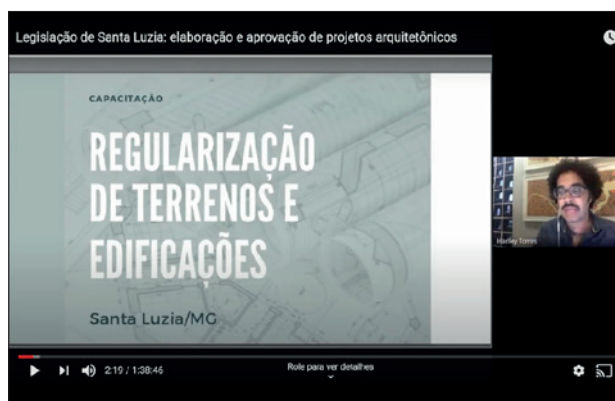 Legislação de Santa Luzia: elaboração e aprovação de projetos arquitetônicos
CAPACITAÇÃO
REGULARIZAÇÃO
DE TERRENOS E
EDIFICAÇÕES
Santa Luzia/MG
Harlley Torres
2:19 / 1:38:46
Role para ver detalhes